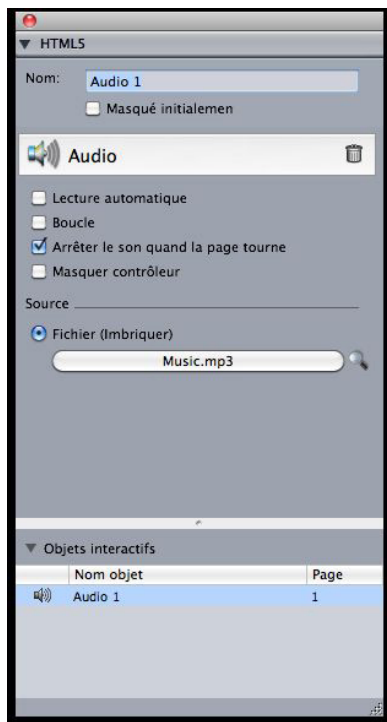 HTML5
Nom: Audio 1
Masqué initialemen
Audio
Lecture automatique
Boucle
Arrêter le son quand la page tourne
Masquer contrôleur
Source
Fichier (Imbriquer)
Music.mp3
Objets interactifs
Nom objet Page
Audio 1 1